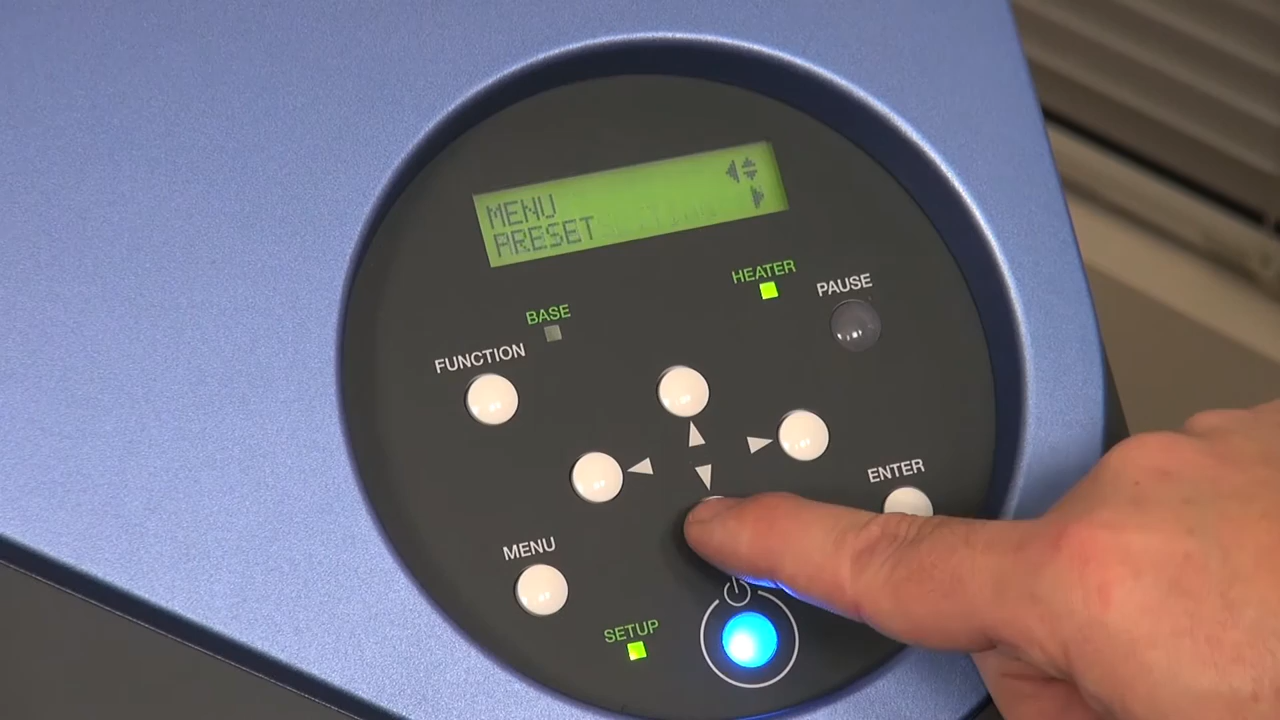 MENU
PRESET
HEATER
PAUSE
BASE
FUNCTION
ENTER
MENU
SETUP